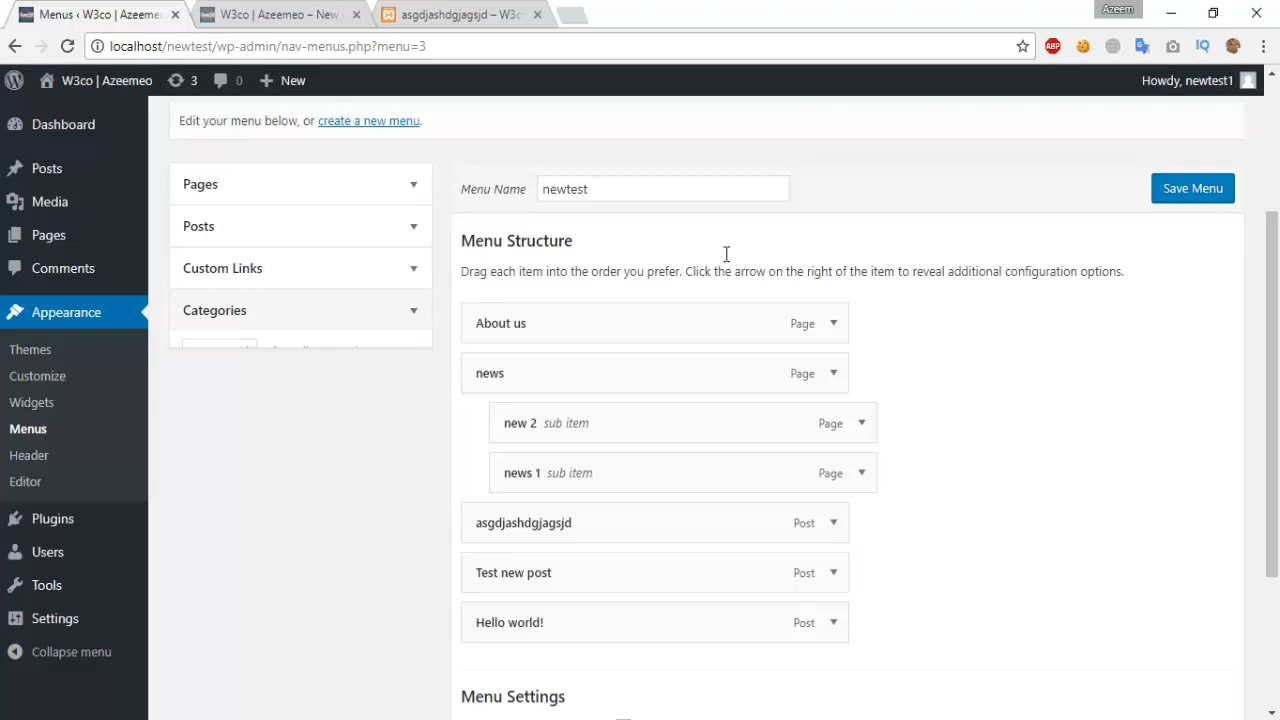 Menus ‹ W3co | Azeeme
W3co | Azeemeo – New
asgdjashdgjagsjd – W3c
Azeem
localhost/newtest/wp-admin/nav-menus.php?menu=3
ABP
IQ
W3co | Azeemeo
3
0
New
Howdy, newtest1
Dashboard
Posts
Media
Pages
Comments
Appearance
Themes
Customize
Widgets
Menus
Header
Editor
Plugins
Users
Tools
Settings
Collapse menu
Edit your menu below, or create a new menu.
Pages
Posts
Custom Links
Categories
Menu Name newtest
Save Menu
Menu Structure
Drag each item into the order you prefer. Click the arrow on the right of the item to reveal additional configuration options.
About us Page
news Page
new 2 sub item Page
news 1 sub item Page
asgdjashdgjagsjd Post
Test new post Post
Hello world! Post
Menu Settings